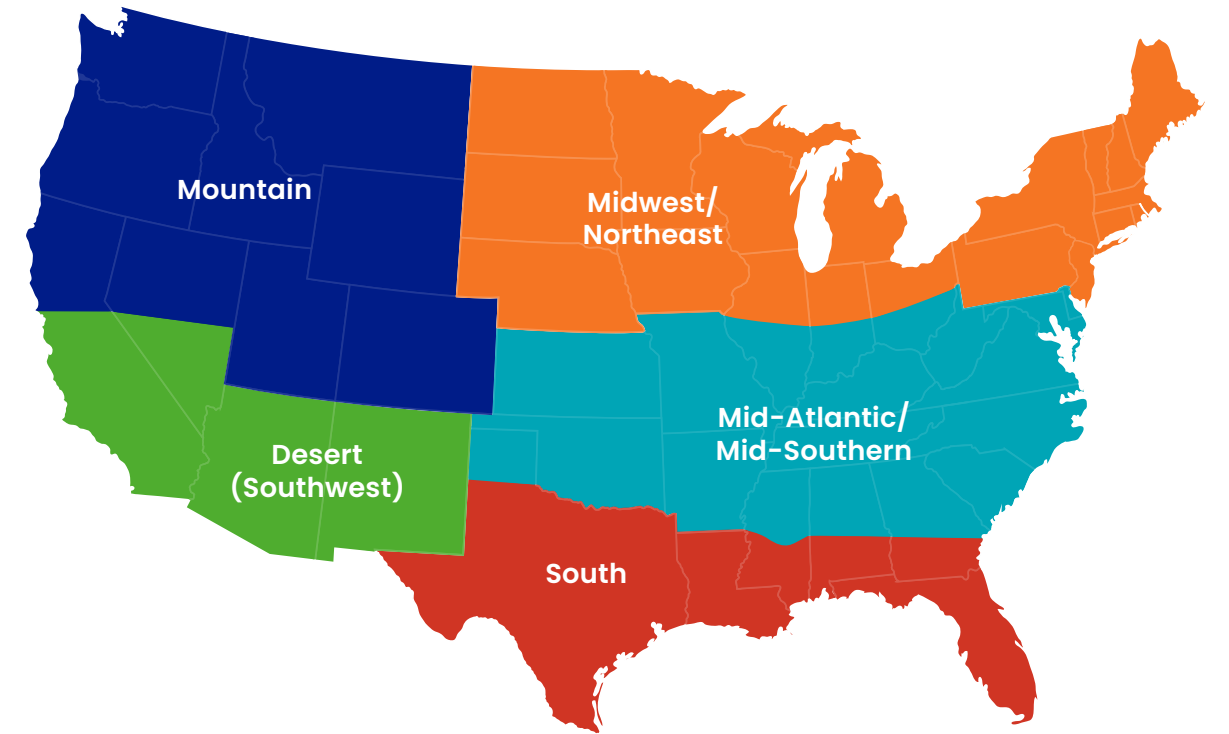 Mountain
Midwest/
Northeast
Mid-Atlantic/
Mid-Southern
Desert
(Southwest)
South